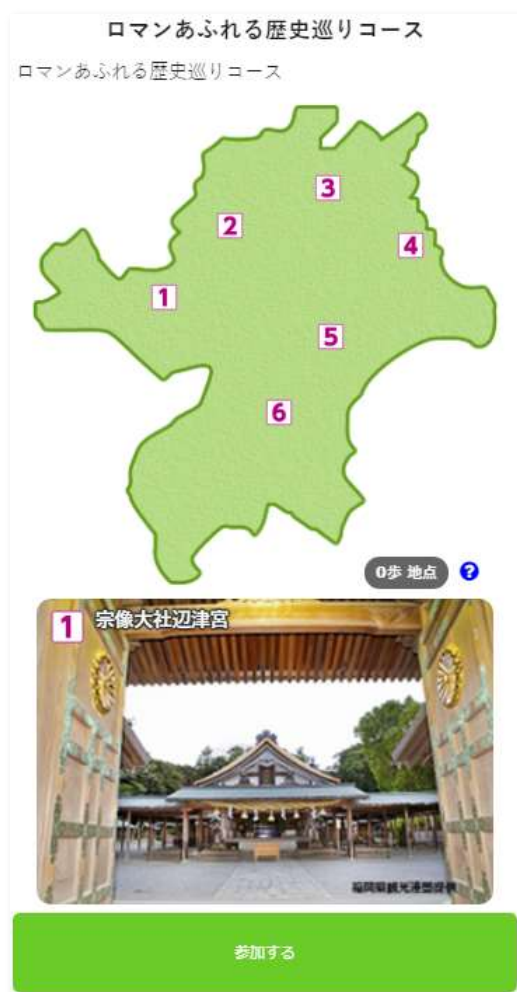 ロマンあふれる歴史巡りコース
ロマンあふれる歴史巡りコース
3
2
4
1
5
6
0歩 地点
?
1 宗像大社辺津宮
福岡県観光連盟提供
参加する